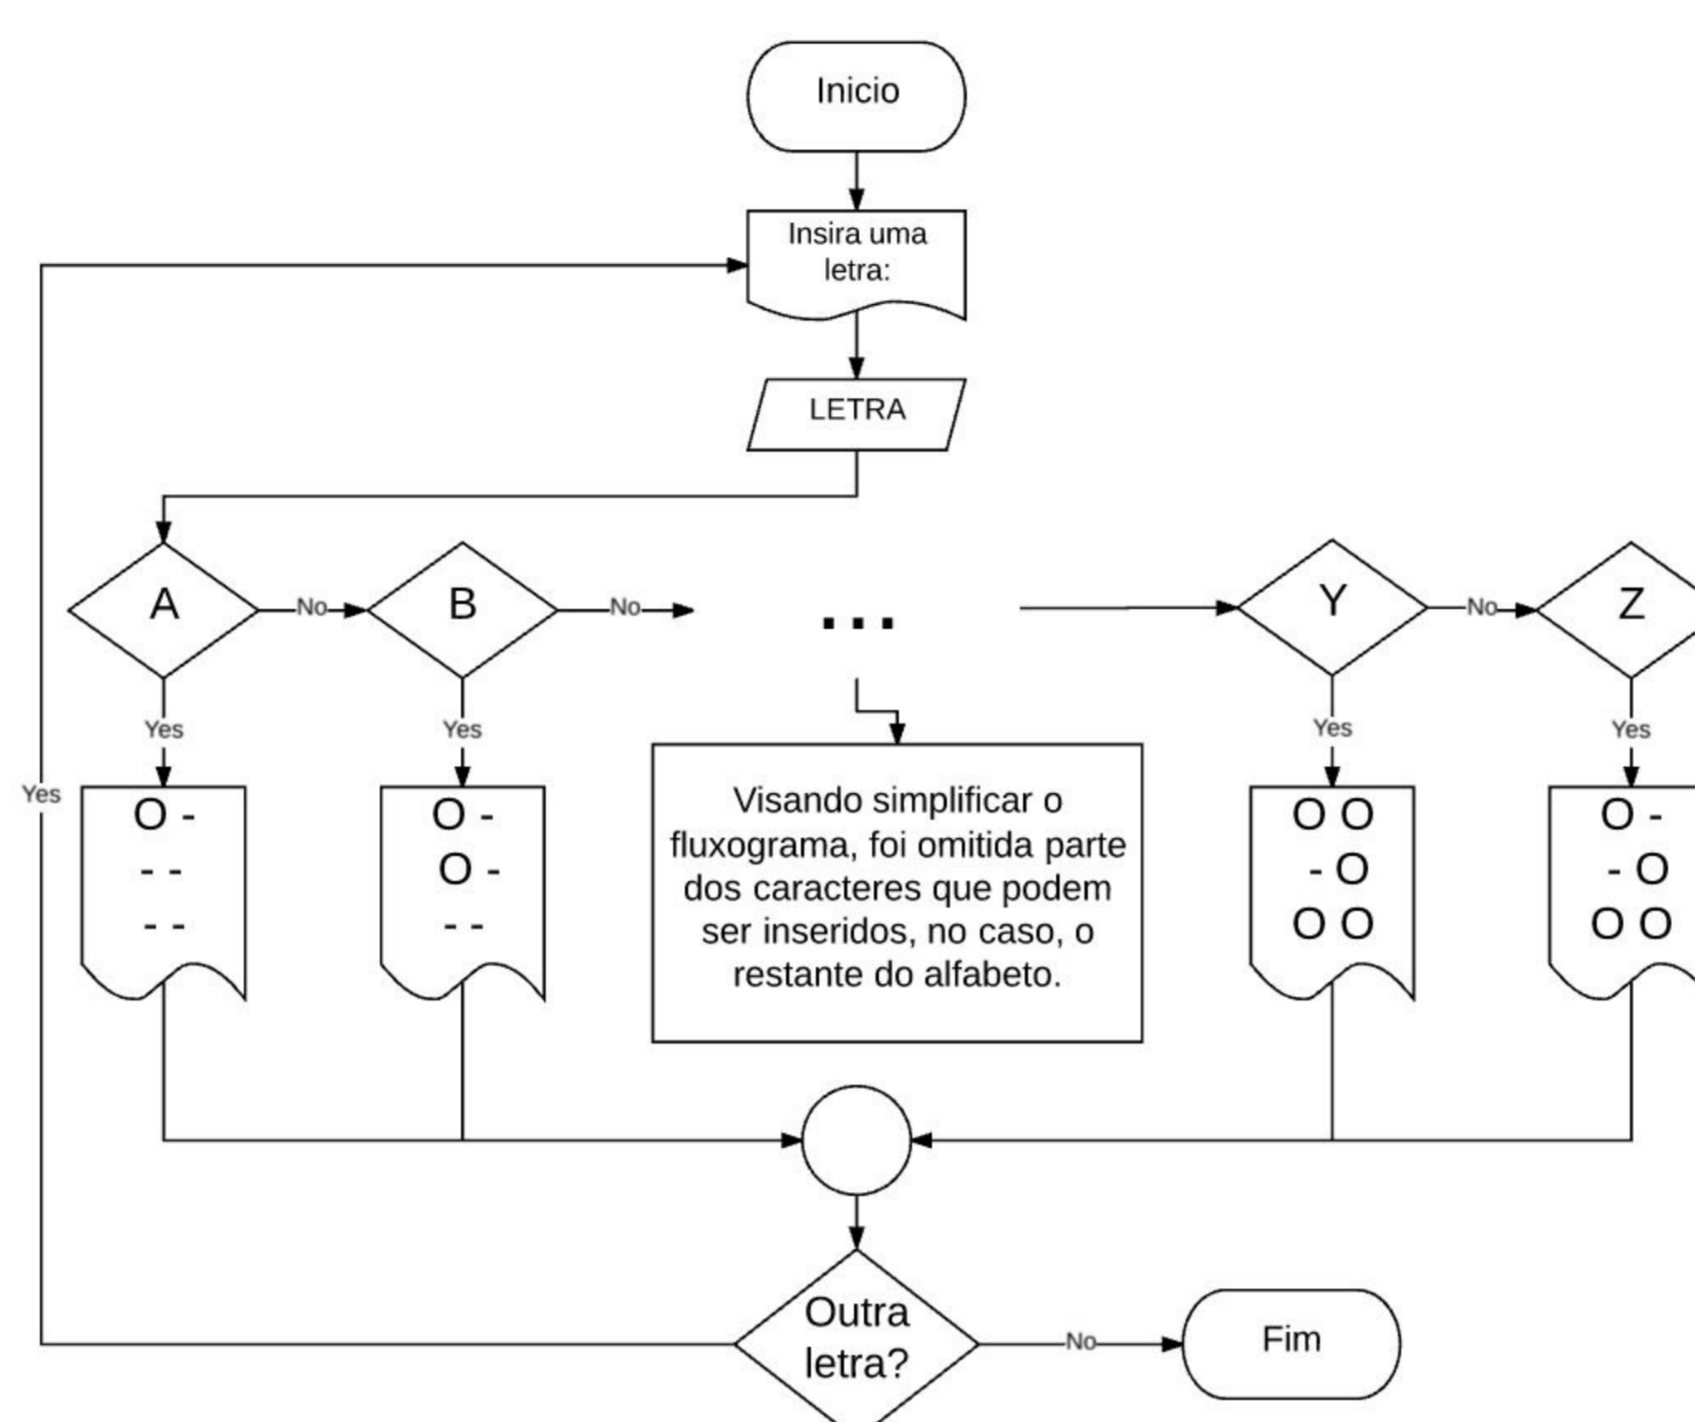 Inicio
Insira uma
letra:
LETRA
A
No
B
No
...
Y
No
Z
Yes
Yes
Yes
Yes
Yes
O -
- -
- -
O -
O -
- -
Visando simplificar o
fluxograma, foi omitida parte
dos caracteres que podem
ser inseridos, no caso, o
restante do alfabeto.
O O
- O
O O
O -
- O
O O
Outra
letra?
No
Fim